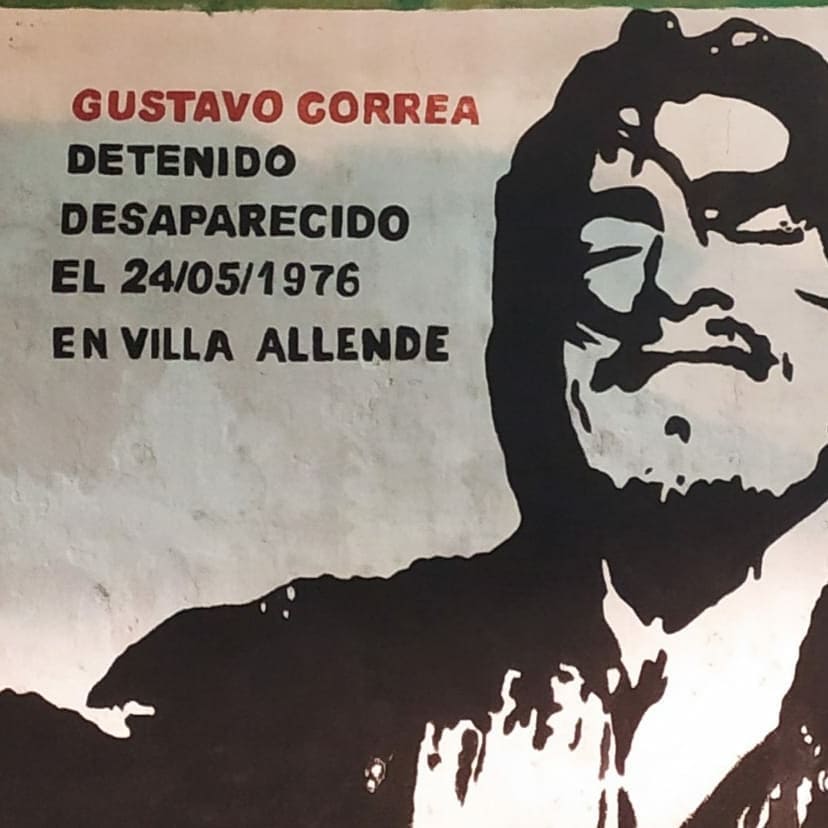 GUSTAVO CORREA
DETENIDO
DESAPARECIDO
EL 24/05/1976
EN VILLA ALLENDE